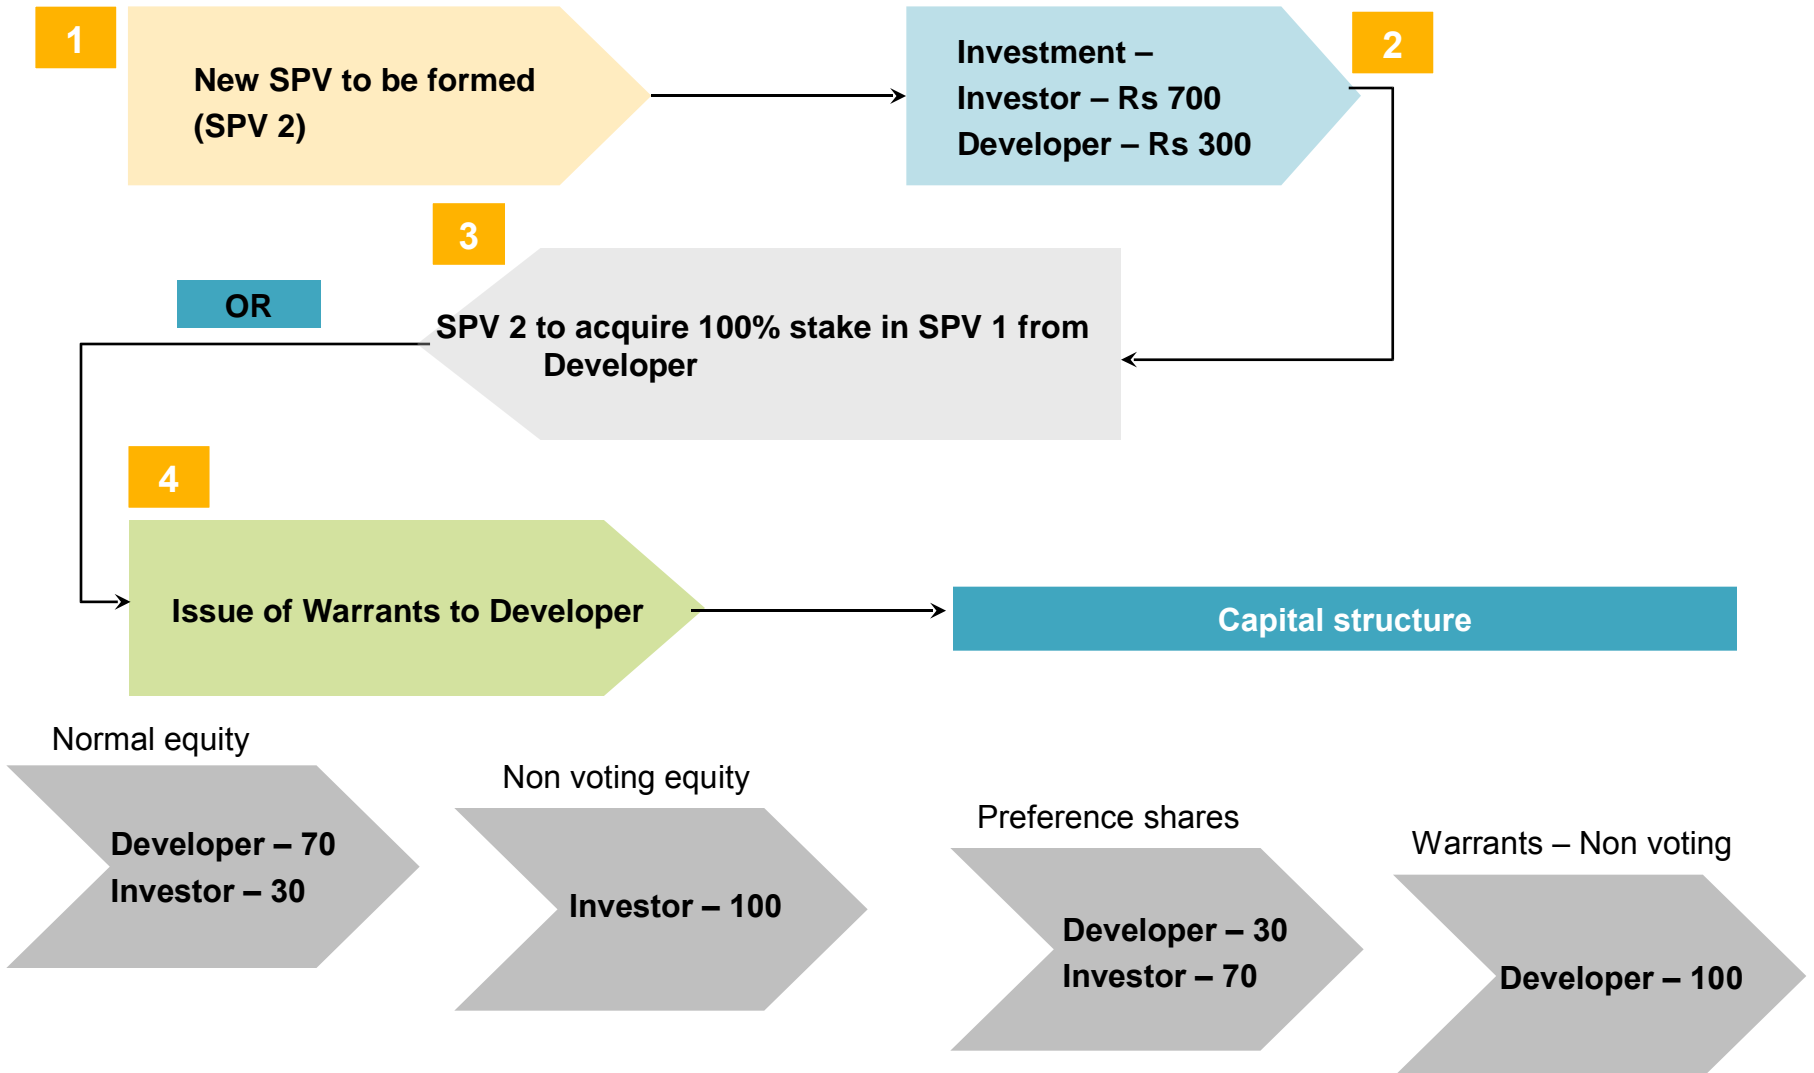 1
New SPV to be formed
(SPV 2)
Investment –
Investor – Rs 700
Developer – Rs 300
2
3
OR
SPV 2 to acquire 100% stake in SPV 1 from
Developer
4
Issue of Warrants to Developer
Capital structure
Normal equity
Developer – 70
Investor – 30
Non voting equity
Investor – 100
Preference shares
Developer – 30
Investor – 70
Warrants – Non voting
Developer – 100